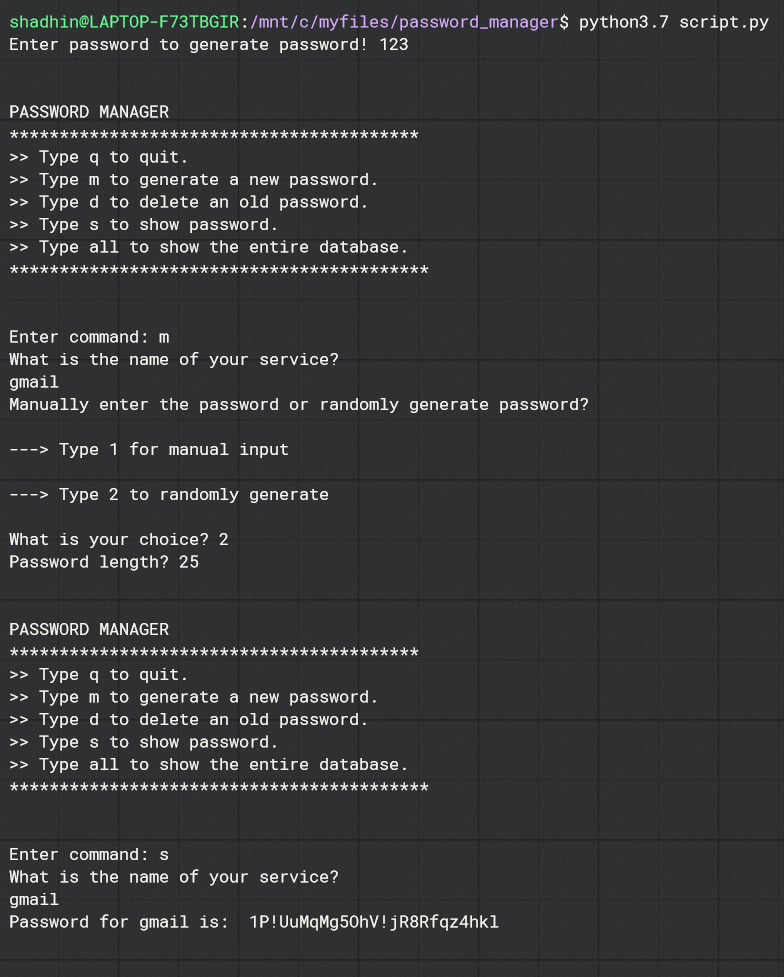 shadhin@LAPTOP-F73TBGIR:/mnt/c/myfiles/password_manager$ python3.7 script.py
Enter password to generate password! 123
PASSWORD MANAGER
*****************************************
>> Type q to quit.
>> Type m to generate a new password.
>> Type d to delete an old password.
>> Type s to show password.
>> Type all to show the entire database.
******************************************
Enter command: m
What is the name of your service?
gmail
Manually enter the password or randomly generate password?
---> Type 1 for manual input
---> Type 2 to randomly generate
What is your choice? 2
Password length? 25
PASSWORD MANAGER
*****************************************
>> Type q to quit.
>> Type m to generate a new password.
>> Type d to delete an old password.
>> Type s to show password.
>> Type all to show the entire database.
******************************************
Enter command: s
What is the name of your service?
gmail
Password for gmail is:  1P!UuMqMg5OhV!jR8Rfqz4hkl